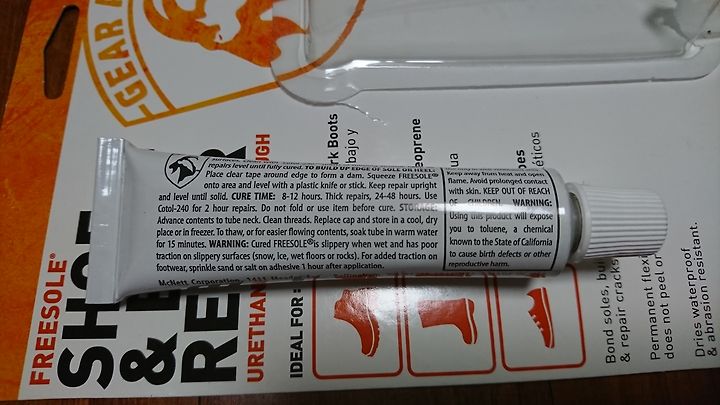 GEAR A
FREESOLE®
SHOE
& B
RE R
URETHAN UGH
IDEAL FOR :
rk Boots
bajo y
eoprene
ua
oes
éticos
Bond soles, bu
& repair cracks
Permanent flexi
does not peel or
Dries waterproof
& abrasion resistant.
repairs level until fully cured. TO BUILD UP EDGE OF SOLE OR HEEL:
Place clear tape around edge to form a dam. Squeeze FREESOLE®
onto area and level with a plastic knife or stick. Keep repair upright
and level until solid. CURE TIME: 8-12 hours. Thick repairs, 24-48 hours. Use
Cotol-240 for 2 hour repairs. Do not fold or use item before cure. STORAGE:
Advance contents to tube neck. Clean threads. Replace cap and store in a cool, dry
place or in freezer. To thaw, or for easier flowing contents, soak tube in warm water
for 15 minutes. WARNING: Cured FREESOLE® is slippery when wet and has poor
traction on slippery surfaces (snow, ice, wet floors or rocks). For added traction on
footwear, sprinkle sand or salt on adhesive 1 hour after application.
McNett Corporation, 1411 Meador
Keep away from heat and open
flame. Avoid prolonged contact
with skin. KEEP OUT OF REACH
OF CHILDREN. WARNING:
Using this product will expose
you to toluene, a chemical
known to the State of California
to cause birth defects or other
reproductive harm.